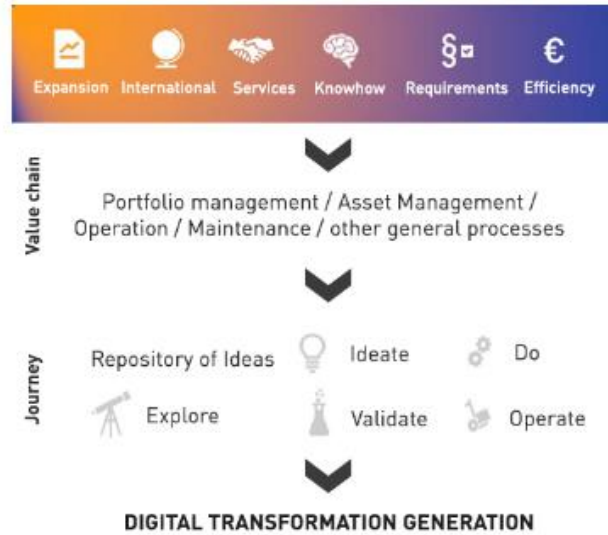 Expansion International Services Knowhow Requirements Efficiency
Value chain
Portfolio management / Asset Management /
Operation / Maintenance / other general processes
Journey
Repository of Ideas Ideate Do
Explore Validate Operate
DIGITAL TRANSFORMATION GENERATION